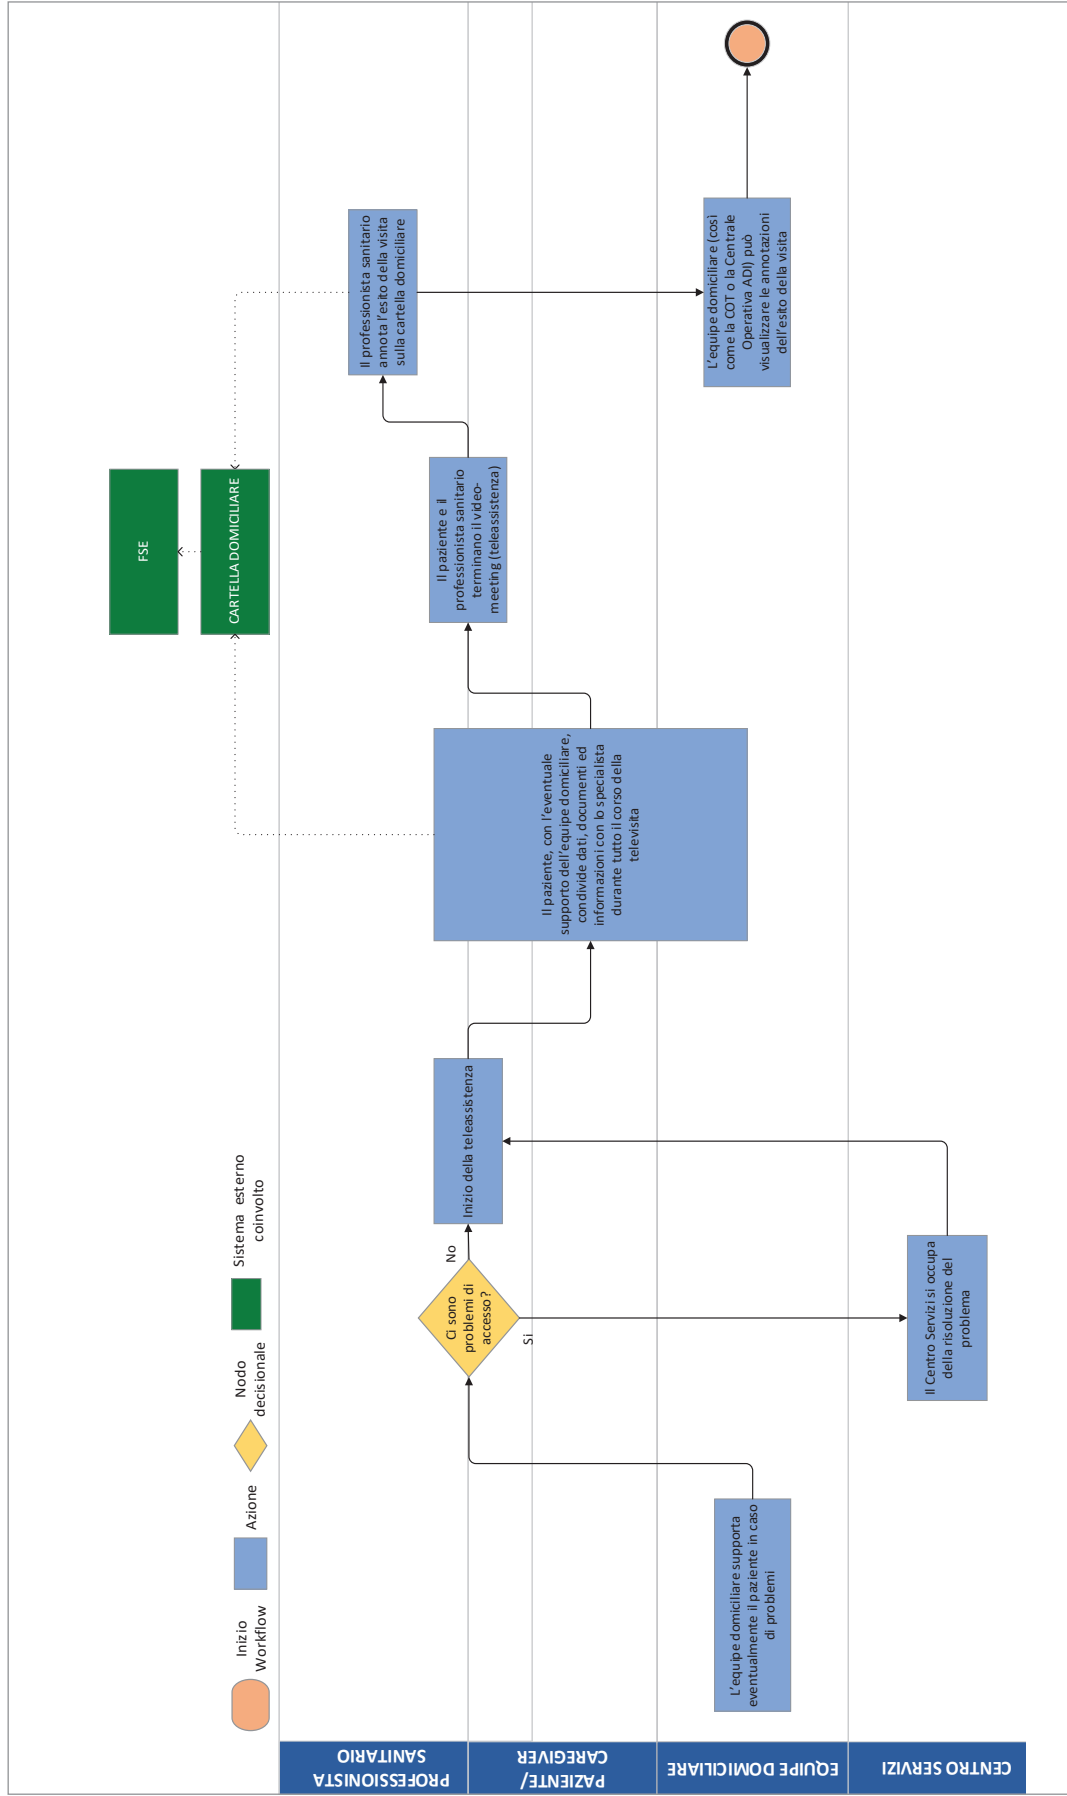 Inizio
Workflow
Azione
Nodo
decisionale
Sistema esterno
coinvolto
FSE
CARTELLA DOMICILIARE
PROFESSIONISTA
SANITARIO
PAZIENTE/
CAREGIVER
EQUIPE DOMICILIARE
CENTRO SERVIZI
L'equipe domiciliare supporta
eventualmente il paziente in caso
di problemi
Ci sono
problemi di
accesso?
No
Si
Il Centro Servizi si occupa
della risoluzione del
problema
Inizio della teleassistenza
Il paziente, con l'eventuale
supporto dell'equipe domiciliare,
condivide dati, documenti ed
informazioni con lo specialista
durante tutto il corso della
televisita
Il paziente e il
professionista sanitario
terminano il video-
meeting (teleassistenza)
Il professionista sanitario
annota l'esito della visita
sulla cartella domiciliare
L'equipe domiciliare (così
come la COT o la Centrale
Operativa ADI) può
visualizzare le annotazioni
dell'esito della visita